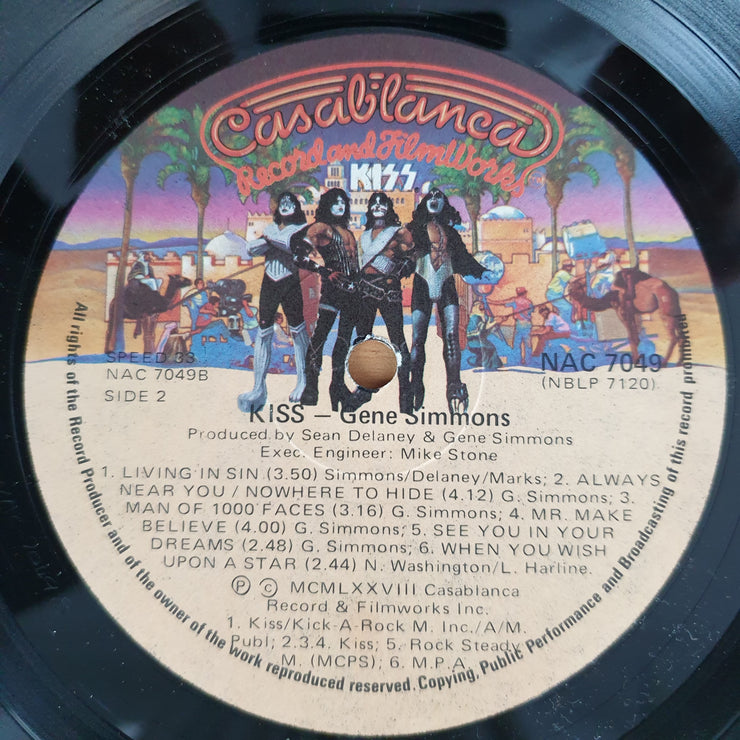 Casablanca
Record and FilmWorks
KISS
SPEED 33
NAC 7049B
SIDE 2
NAC 7049
(NBLP 7120)
KISS – Gene Simmons
Produced by Sean Delaney & Gene Simmons
Exec. Engineer: Mike Stone
1. LIVING IN SIN (3.50) Simmons/Delaney/Marks; 2. ALWAYS
NEAR YOU / NOWHERE TO HIDE (4.12) G. Simmons; 3.
MAN OF 1000 FACES (3.16) G. Simmons; 4. MR. MAKE
BELIEVE (4.00) G. Simmons; 5. SEE YOU IN YOUR
DREAMS (2.48) G. Simmons; 6. WHEN YOU WISH
UPON A STAR (2.44) N. Washington/L. Harline.
Ⓟ © MCMLXXVIII Casablanca
Record & Filmworks Inc.
1. Kiss/Kick-A-Rock M. Inc./A/M.
Publ; 2.3.4. Kiss; 5. Rock Steady
M. (MCPS); 6. M.P.A.
All rights of the Record Producer and of the owner of the work reproduced reserved. Copying, Public Performance and Broadcasting of this record prohibited